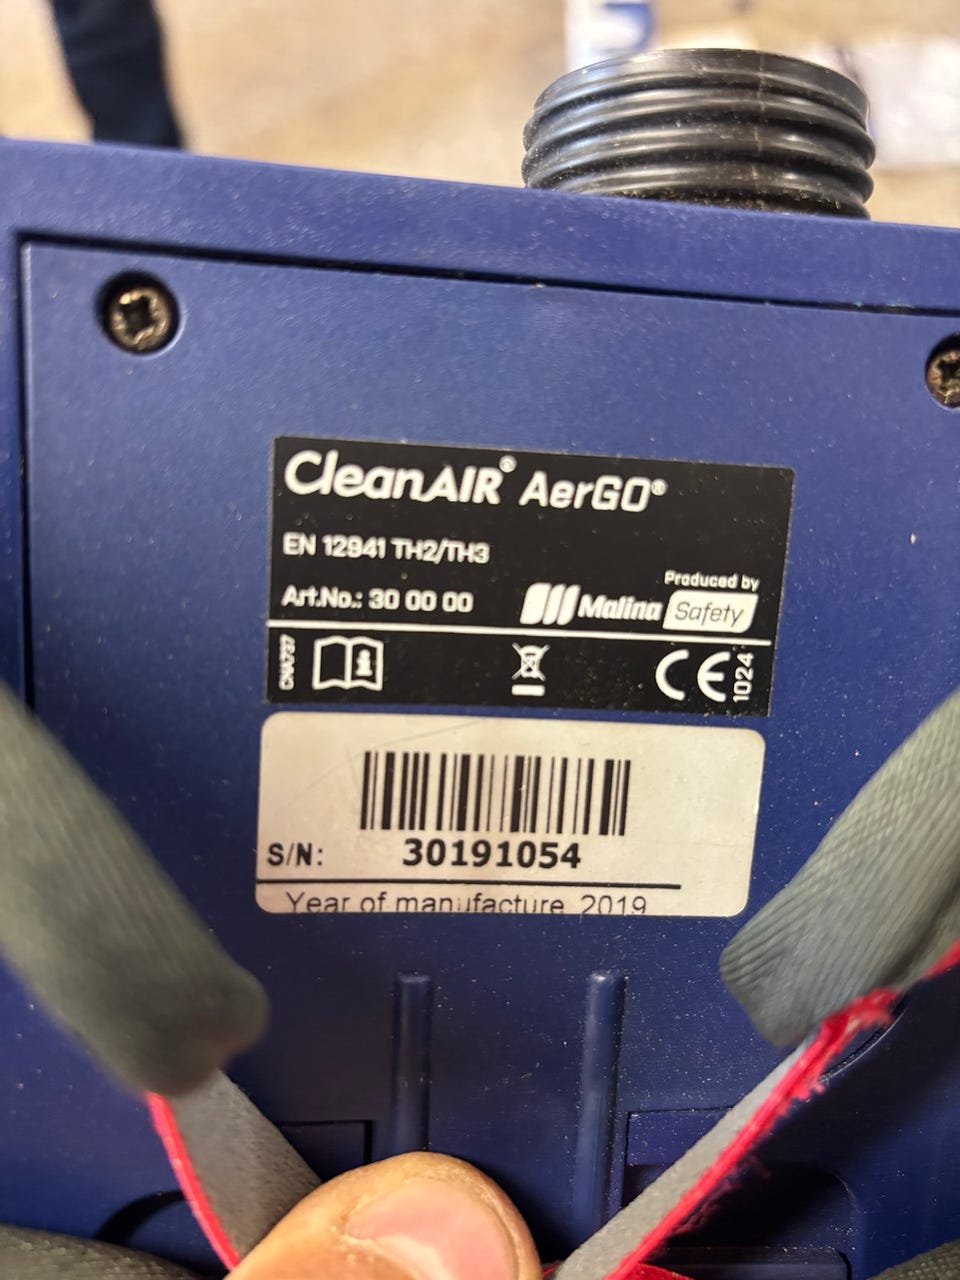 CleanAIR® AerGO®
EN 12941 TH2/TH3
Art.No.: 30 00 00
Produced by
Malina Safety
CNA737
CE 1024
S/N: 30191054
Year of manufacture 2019